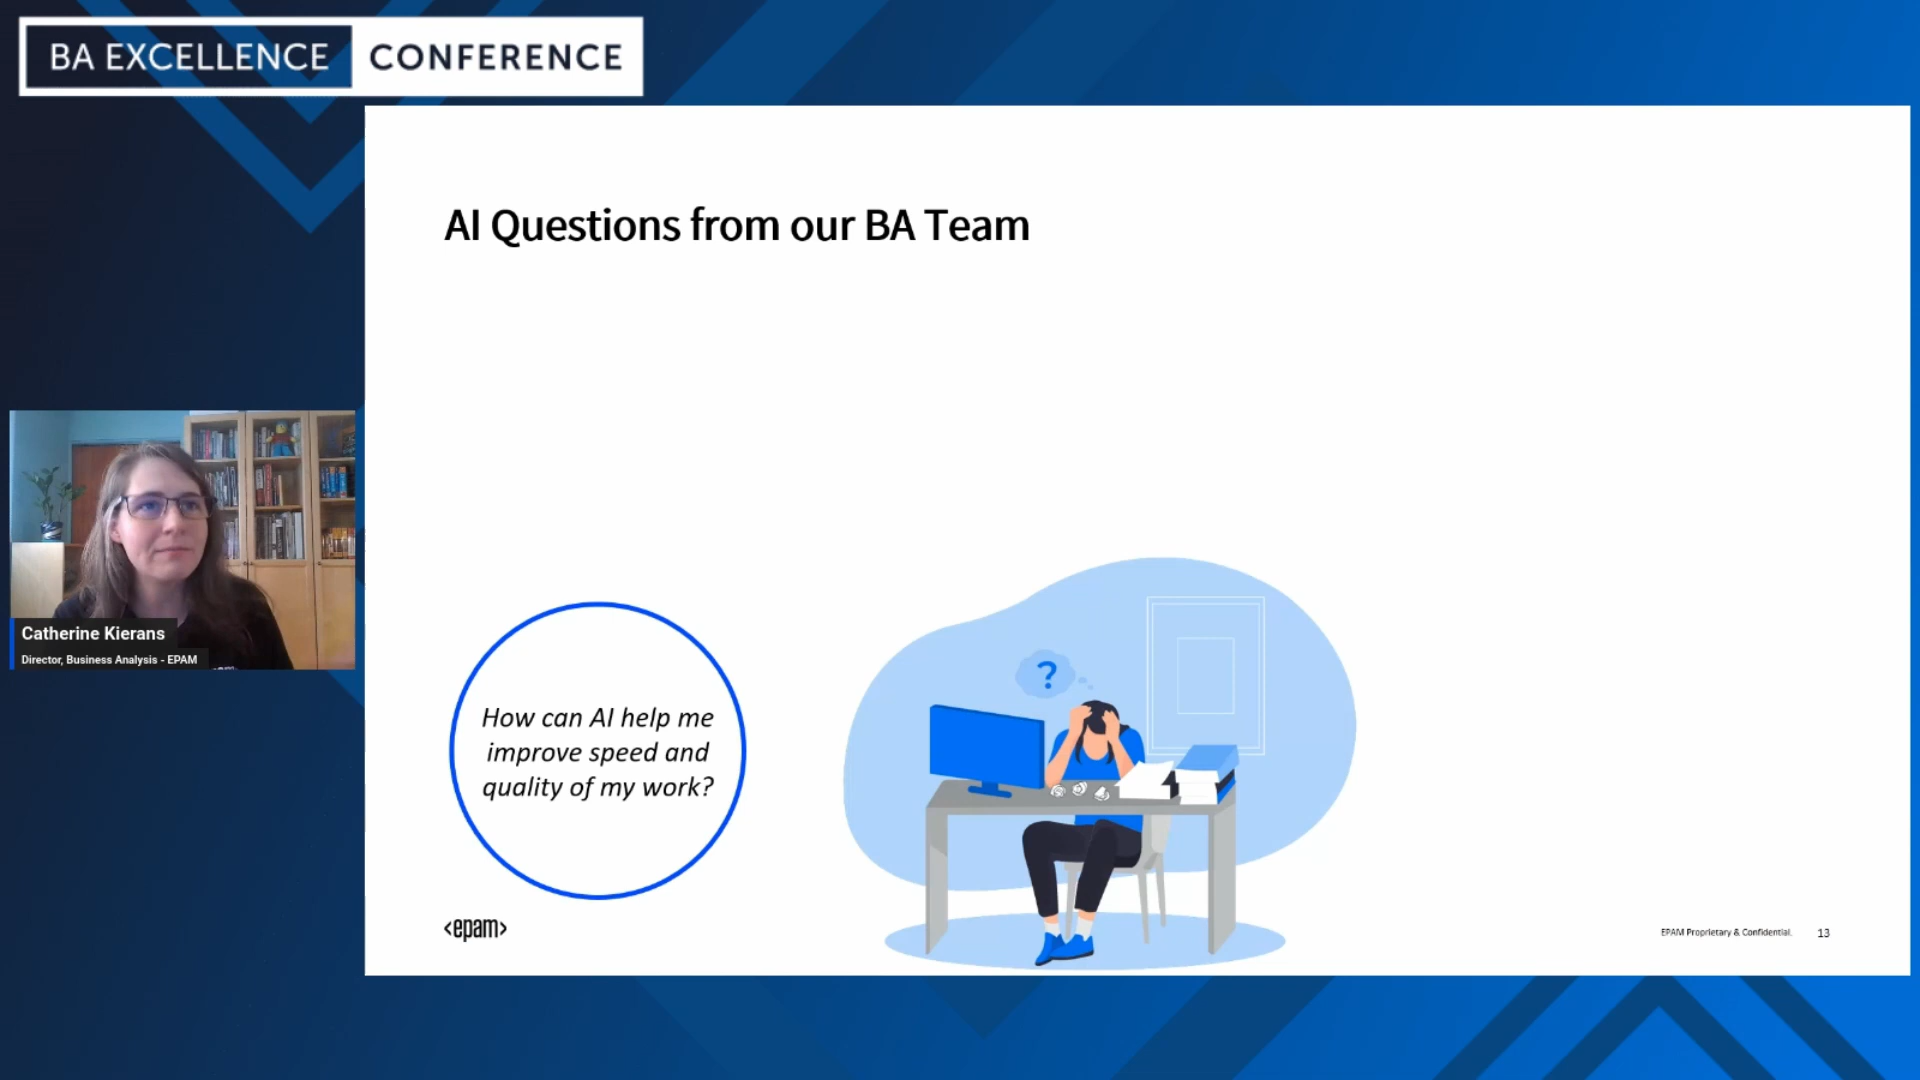 BA EXCELLENCE CONFERENCE
AI Questions from our BA Team
Catherine Kierans
Director, Business Analysis - EPAM
?
How can AI help me
improve speed and
quality of my work?
<epam>
EPAM Proprietary & Confidential.
13